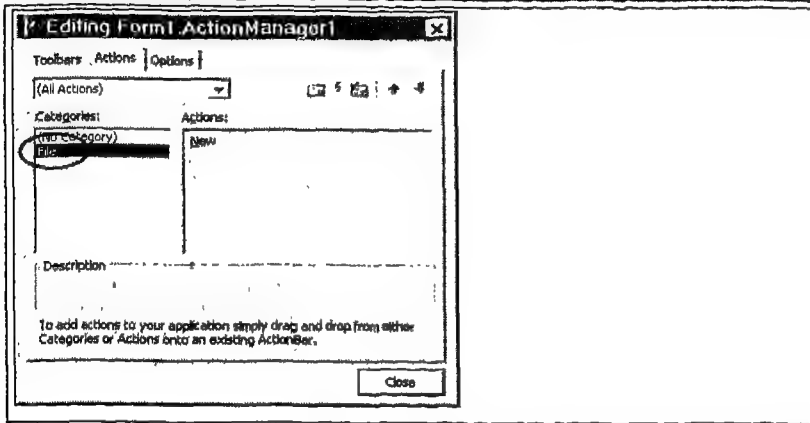 Editing Form1.ActionManager1
Toolbars Actions Options
(All Actions)
Categories: Actions:
(No Category) New
File
Description
To add actions to your application simply drag and drop from either
Categories or Actions onto an existing ActionBar.
Close